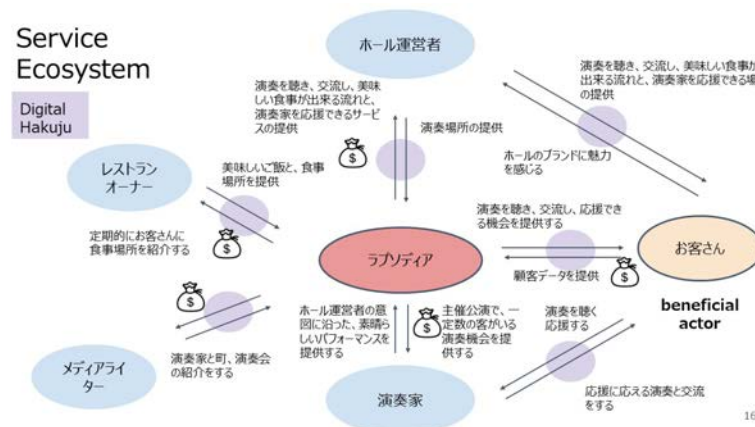 Service
Ecosystem
Digital
Hakuju
ホール運営者
演奏を聴き、交流し、美味
しい食事が出来る流れと、
演奏家を応援できるサービ
スの提供
演奏場所の提供
演奏を聴き、交流し、美味しい食事が
出来る流れと、演奏家を応援できる場
の提供
ホールのブランドに魅力
を感じる
レストラン
オーナー
美味しいご飯と、食事
場所を提供
定期的にお客さんに
食事場所を紹介する
ラプソディア
演奏を聴き、交流し、応援でき
る機会を提供する
顧客データを提供
お客さん
beneficial
actor
メディアライ
ター
演奏家と町、演奏会
の紹介をする
ホール運営者の意
図に沿った、素晴ら
しいパフォーマンスを
提供する
主催公演で、一
定数の客がいる
演奏機会を提
供する
演奏を聴く
応援する
応援に応える演奏と交流
をする
演奏家
16